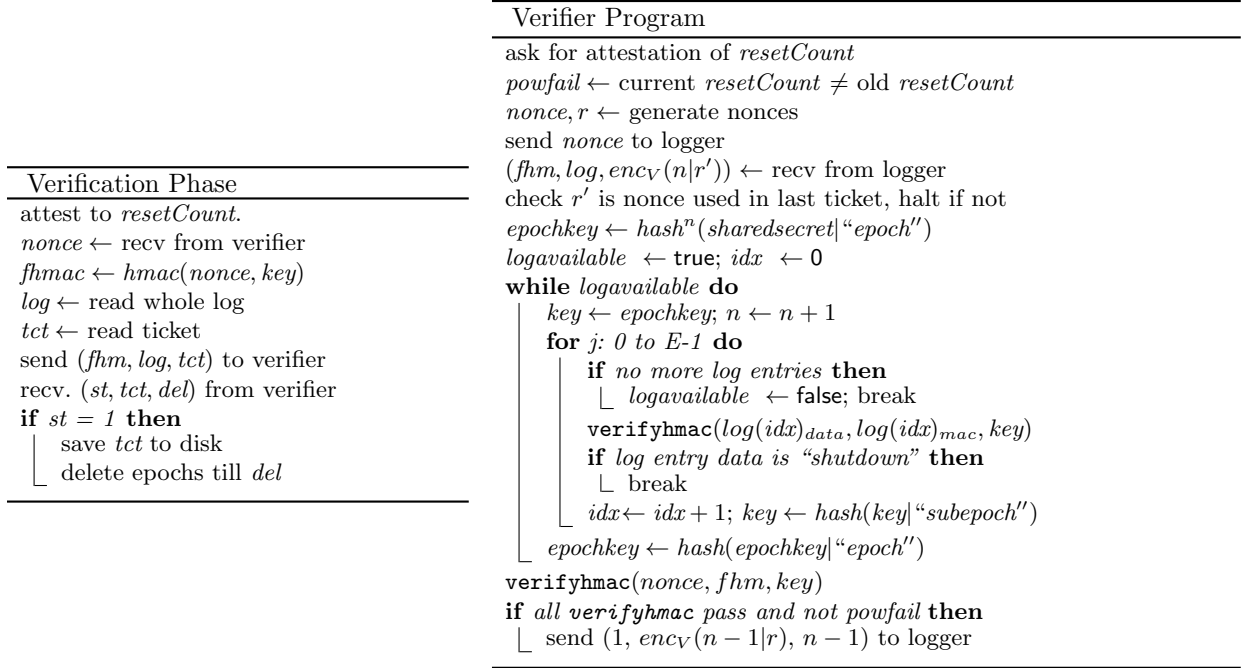 Verification Phase
attest to resetCount.
nonce ← recv from verifier
fhmac ← hmac(nonce, key)
log ← read whole log
tct ← read ticket
send (fhm, log, tct) to verifier
recv. (st, tct, del) from verifier
if st = 1 then
save tct to disk
delete epochs till del
Verifier Program
ask for attestation of resetCount
powfail ← current resetCount ≠ old resetCount
nonce, r ← generate nonces
send nonce to logger
(fhm, log, enc_V(n|r′)) ← recv from logger
check r′ is nonce used in last ticket, halt if not
epochkey ← hash^n(sharedsecret|“epoch″)
logavailable ← true; idx ← 0
while logavailable do
key ← epochkey; n ← n + 1
for j: 0 to E-1 do
if no more log entries then
logavailable ← false; break
verifyhmac(log(idx)_data, log(idx)_mac, key)
if log entry data is “shutdown” then
break
idx← idx + 1; key ← hash(key|“subepoch″)
epochkey ← hash(epochkey|“epoch″)
verifyhmac(nonce, fhm, key)
if all verifyhmac pass and not powfail then
send (1, enc_V(n − 1|r), n − 1) to logger